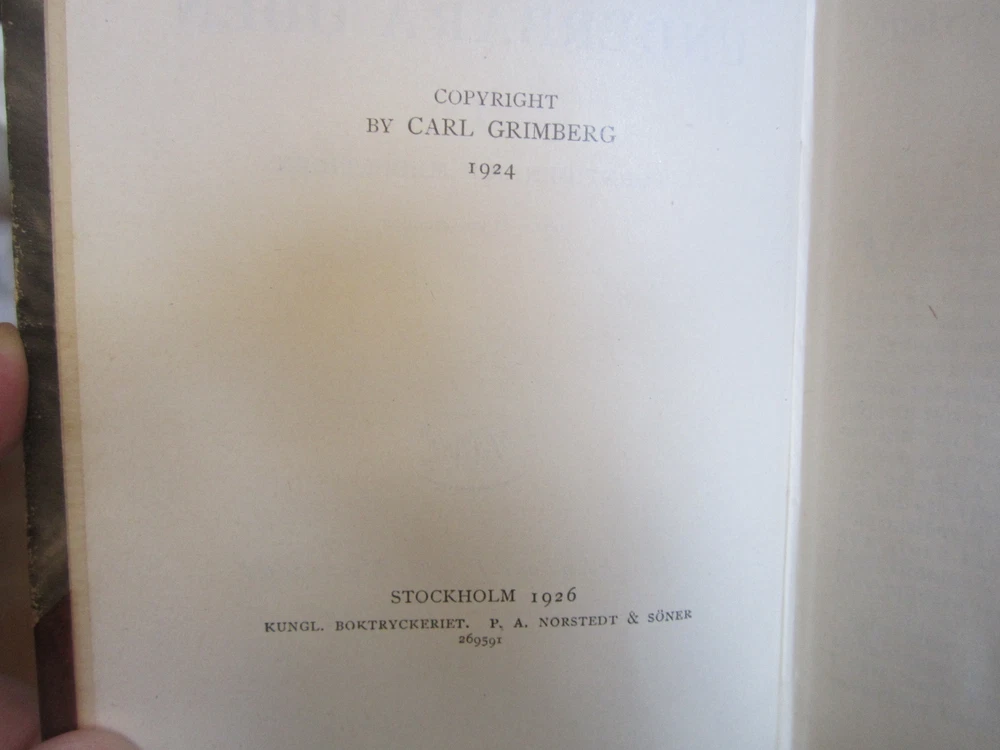 COPYRIGHT
BY CARL GRIMBERG
1924
STOCKHOLM 1926
KUNGL. BOKTRYCKERIET. P. A. NORSTEDT & SÖNER
269591